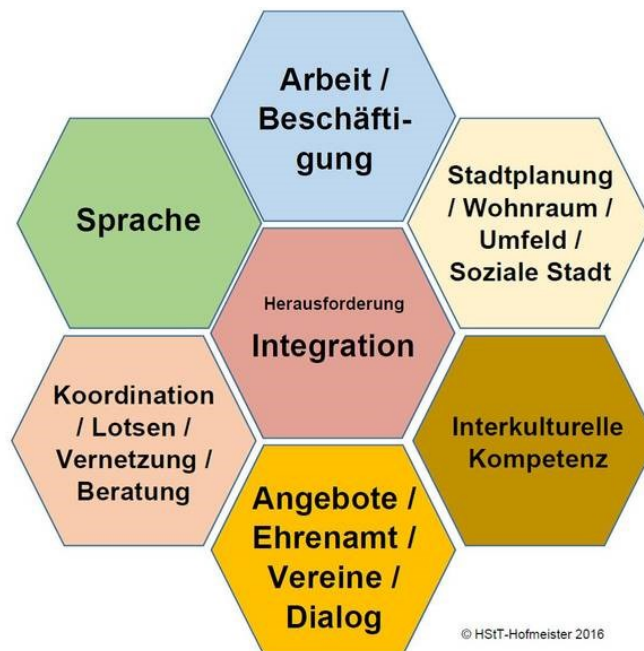 Arbeit /
Beschäfti-
gung
Sprache
Stadtplanung
/ Wohnraum /
Umfeld /
Soziale Stadt
Herausforderung
Integration
Koordination
/ Lotsen /
Vernetzung /
Beratung
Interkulturelle
Kompetenz
Angebote /
Ehrenamt /
Vereine /
Dialog
© HStT-Hofmeister 2016